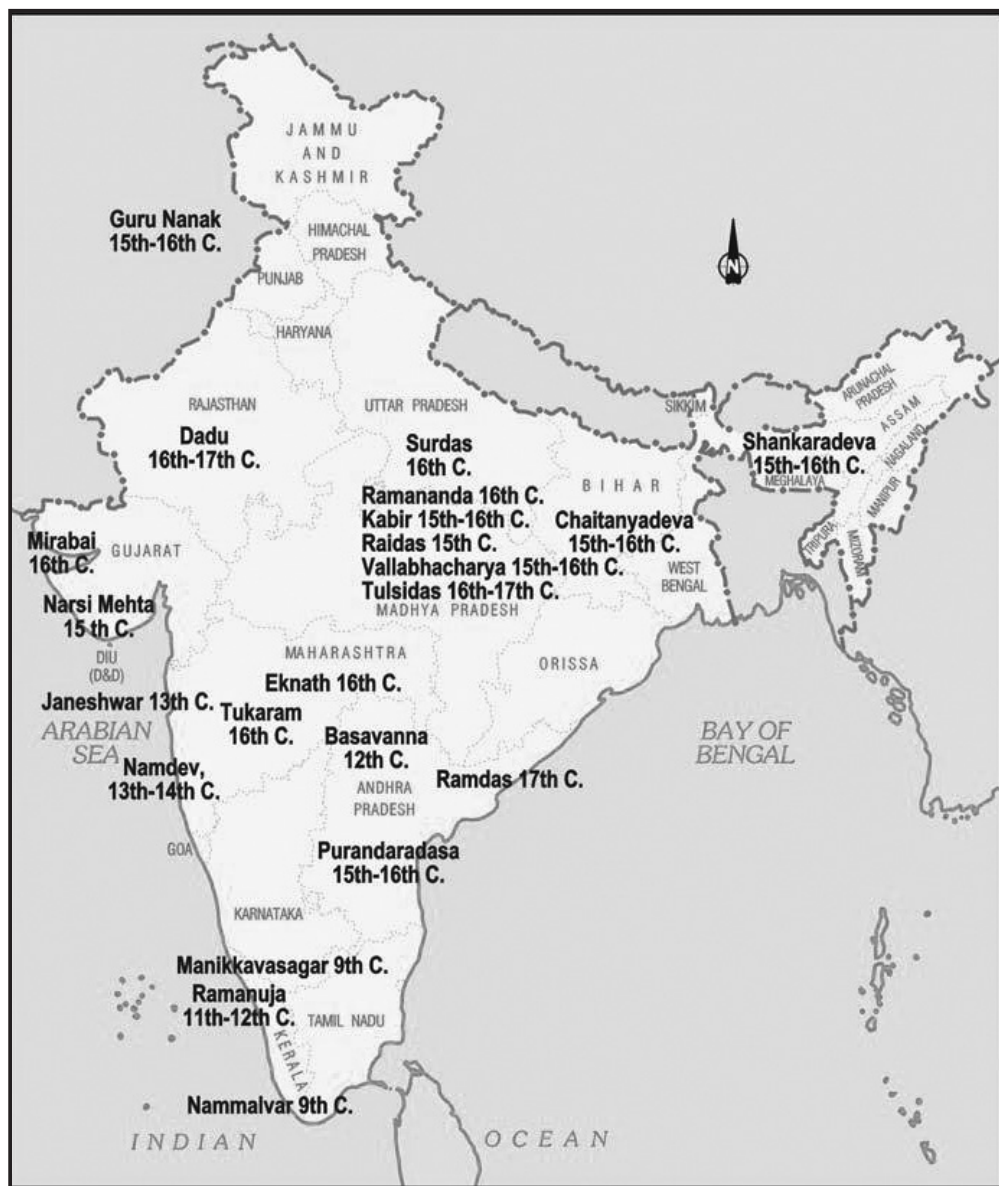 JAMMU
AND
KASHMIR
Guru Nanak
15th-16th C.
HIMACHAL
PRADESH
PUNJAB
N
HARYANA
RAJASTHAN
UTTAR PRADESH
SIKKIM
ARUNACHAL
PRADESH
ASSAM
NAGALAND
Dadu
16th-17th C.
Surdas
16th C.
Shankaradeva
15th-16th C.
MEGHALAYA
MANIPUR
BIHAR
Ramananda 16th C.
Kabir 15th-16th C.
Raidas 15th C.
Vallabhacharya 15th-16th C.
Tulsidas 16th-17th C.
Chaitanyadeva
15th-16th C.
TRIPURA
MIZORAM
Mirabai
16th C.
GUJARAT
WEST
BENGAL
Narsi Mehta
15 th C.
MADHYA PRADESH
DIU
(D&D)
MAHARASHTRA
ORISSA
Eknath 16th C.
Janeshwar 13th C.
Tukaram
16th C.
ARABIAN
SEA
Basavanna
12th C.
BAY OF
BENGAL
Namdev,
13th-14th C.
Ramdas 17th C.
ANDHRA
PRADESH
GOA
Purandaradasa
15th-16th C.
KARNATAKA
Manikkavasagar 9th C.
Ramanuja
11th-12th C.
TAMIL NADU
KERALA
Nammalvar 9th C.
INDIAN OCEAN